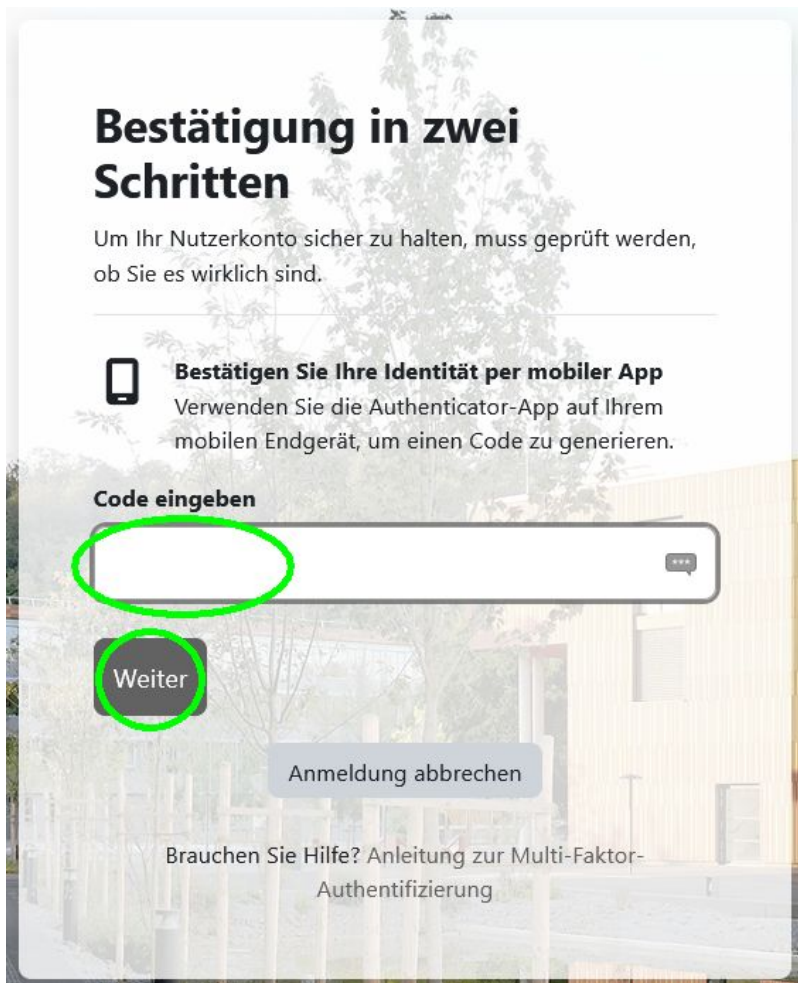 Bestätigung in zwei
Schritten
Um Ihr Nutzerkonto sicher zu halten, muss geprüft werden,
ob Sie es wirklich sind.
Bestätigen Sie Ihre Identität per mobiler App
Verwenden Sie die Authenticator-App auf Ihrem
mobilen Endgerät, um einen Code zu generieren.
Code eingeben
Weiter
Anmeldung abbrechen
Brauchen Sie Hilfe? Anleitung zur Multi-Faktor-
Authentifizierung